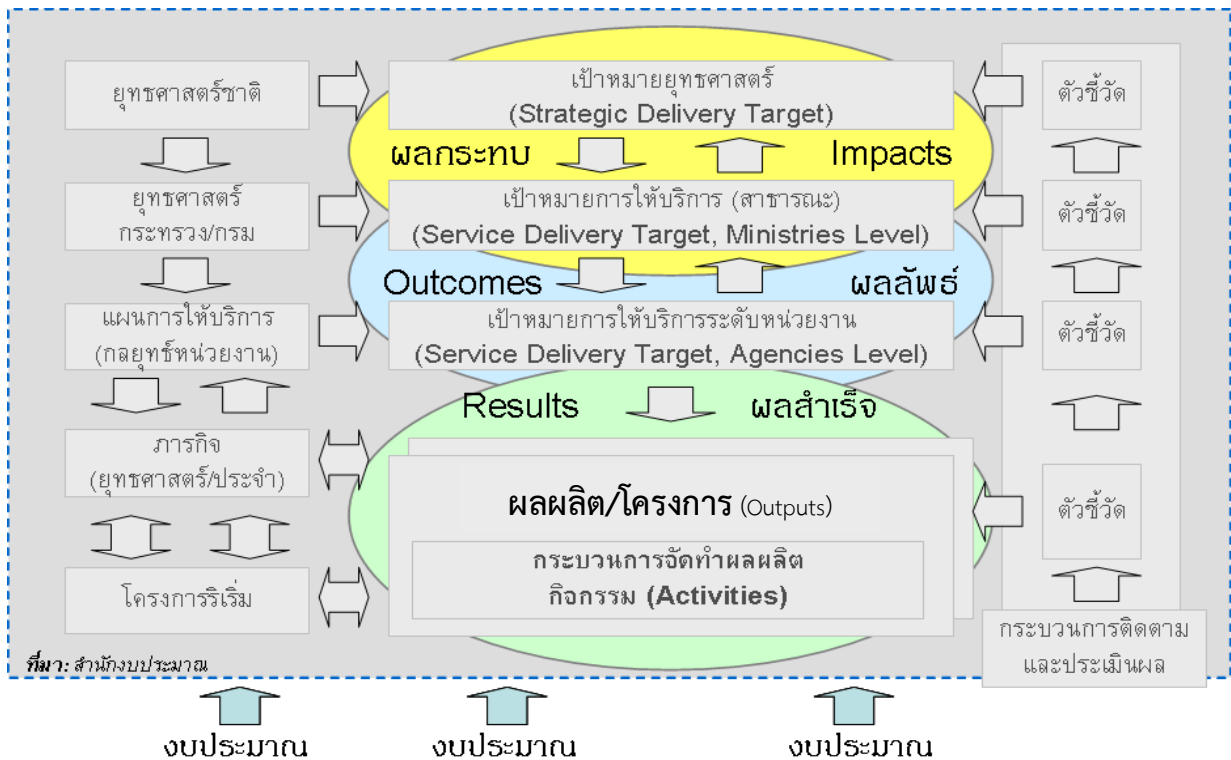 ยุทธศาสตร์ชาติ
เป้าหมายยุทธศาสตร์
(Strategic Delivery Target)
ตัวชี้วัด
ผลกระทบ
Impacts
ยุทธศาสตร์
กระทรวง/กรม
เป้าหมายการให้บริการ (สาธารณะ)
(Service Delivery Target, Ministries Level)
ตัวชี้วัด
Outcomes
ผลลัพธ์
แผนการให้บริการ
(กลยุทธ์หน่วยงาน)
เป้าหมายการให้บริการระดับหน่วยงาน
(Service Delivery Target, Agencies Level)
ตัวชี้วัด
Results
ผลสำเร็จ
ภารกิจ
(ยุทธศาสตร์/ประจำ)
ผลผลิต/โครงการ (Outputs)
ตัวชี้วัด
กระบวนการจัดทำผลผลิต
กิจกรรม (Activities)
โครงการริเริ่ม
กระบวนการติดตาม
และประเมินผล
ที่มา: สำนักงบประมาณ
งบประมาณ
งบประมาณ
งบประมาณ